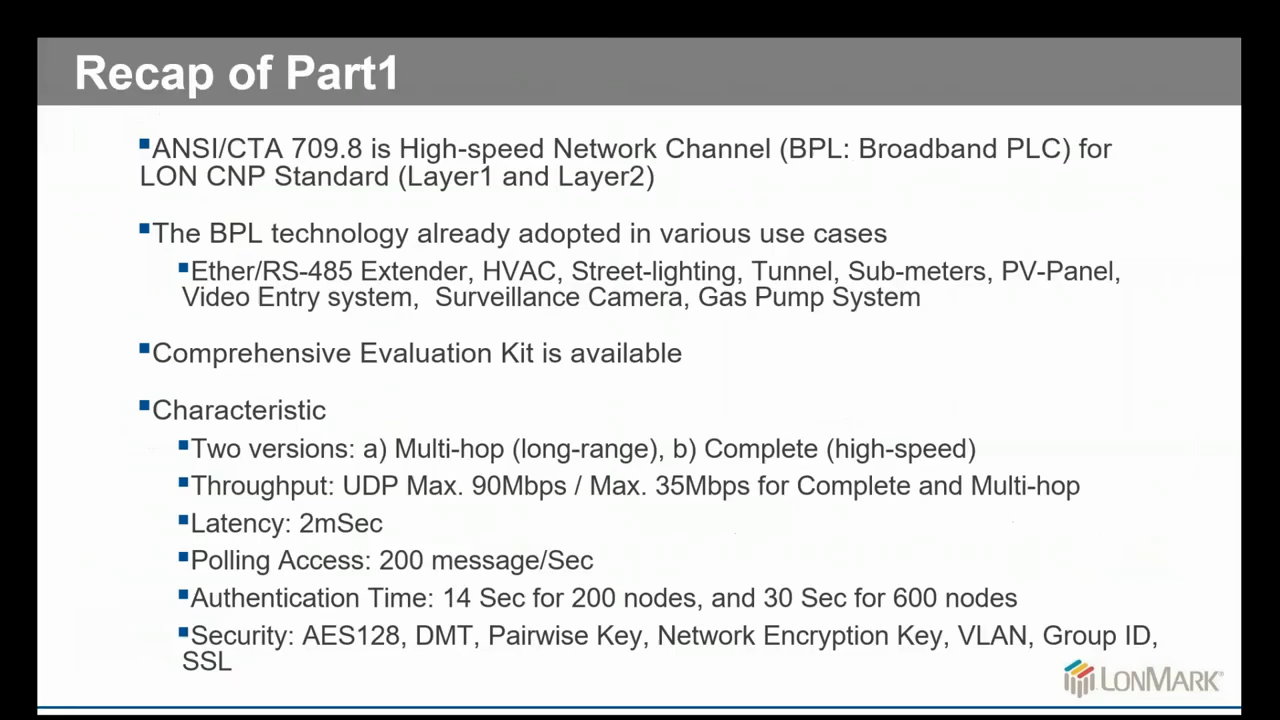 Recap of Part1
▪ANSI/CTA 709.8 is High-speed Network Channel (BPL: Broadband PLC) for
LON CNP Standard (Layer1 and Layer2)
▪The BPL technology already adopted in various use cases
▪Ether/RS-485 Extender, HVAC, Street-lighting, Tunnel, Sub-meters, PV-Panel,
Video Entry system,  Surveillance Camera, Gas Pump System
▪Comprehensive Evaluation Kit is available
▪Characteristic
▪Two versions: a) Multi-hop (long-range), b) Complete (high-speed)
▪Throughput: UDP Max. 90Mbps / Max. 35Mbps for Complete and Multi-hop
▪Latency: 2mSec
▪Polling Access: 200 message/Sec
▪Authentication Time: 14 Sec for 200 nodes, and 30 Sec for 600 nodes
▪Security: AES128, DMT, Pairwise Key, Network Encryption Key, VLAN, Group ID,
SSL
LONMARK®